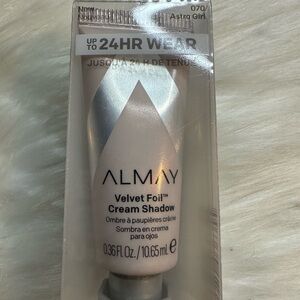 New
Nouveau
070
Astro Girl
UP TO 24HR WEAR
JUSQU'À 24 H DE TENUE
ALMAY
Velvet Foil™
Cream Shadow
Ombre à paupières crème
Sombra en crema
para ojos
0.36 Fl.Oz. / 10.65 ml e